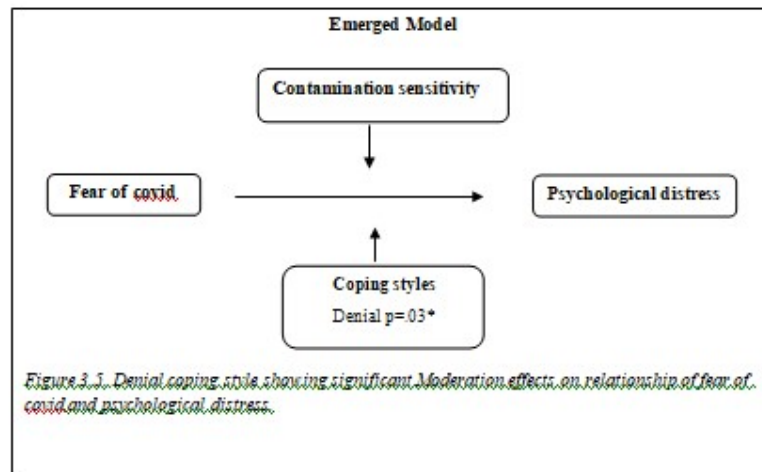 Emerged Model
Contamination sensitivity
Fear of covid
Psychological distress
Coping styles
Denial p=.03*
Figure 3.5. Denial coping style showing significant Moderation effects on relationship of fear of
covid and psychological distress.